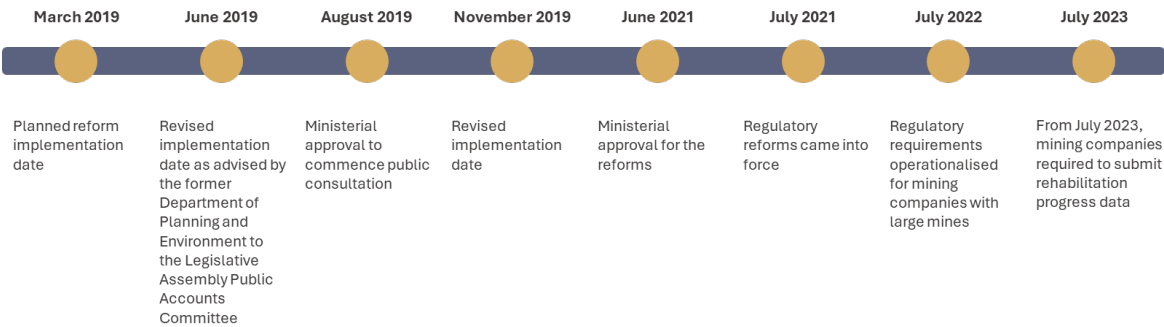 March 2019
June 2019
August 2019
November 2019
June 2021
July 2021
July 2022
July 2023
Planned reform
implementation
date
Revised
implementation
date as advised by
the former
Department of
Planning and
Environment to
the Legislative
Assembly Public
Accounts
Committee
Ministerial
approval to
commence public
consultation
Revised
implementation
date
Ministerial
approval for the
reforms
Regulatory
reforms came into
force
Regulatory
requirements
operationalised
for mining
companies with
large mines
From July 2023,
mining companies
required to submit
rehabilitation
progress data